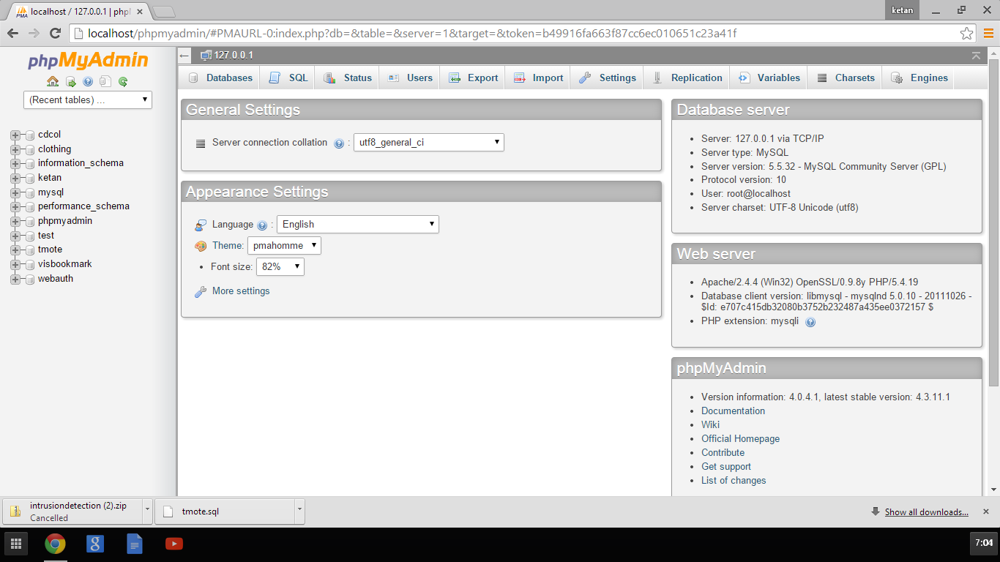 localhost / 127.0.0.1 | phpl
ketan
localhost/phpmyadmin/#PMAURL-0:index.php?db=&table=&server=1&target=&token=b49916fa663f87cc6ec010651c23a41f
phpMyAdmin
(Recent tables) ...
cdcol
clothing
information_schema
ketan
mysql
performance_schema
phpmyadmin
test
tmote
visbookmark
webauth
127.0.0.1
Databases SQL Status Users Export Import Settings Replication Variables Charsets Engines
General Settings
Server connection collation : utf8_general_ci
Appearance Settings
Language : English
Theme: pmahomme
• Font size: 82%
More settings
Database server
• Server: 127.0.0.1 via TCP/IP
• Server type: MySQL
• Server version: 5.5.32 - MySQL Community Server (GPL)
• Protocol version: 10
• User: root@localhost
• Server charset: UTF-8 Unicode (utf8)
Web server
• Apache/2.4.4 (Win32) OpenSSL/0.9.8y PHP/5.4.19
• Database client version: libmysql - mysqlnd 5.0.10 - 20111026 -
$Id: e707c415db32080b3752b232487a435ee0372157 $
• PHP extension: mysqli
phpMyAdmin
• Version information: 4.0.4.1, latest stable version: 4.3.11.1
• Documentation
• Wiki
• Official Homepage
• Contribute
• Get support
• List of changes
intrusiondetection (2).zip
Cancelled
tmote.sql
Show all downloads...
7:04